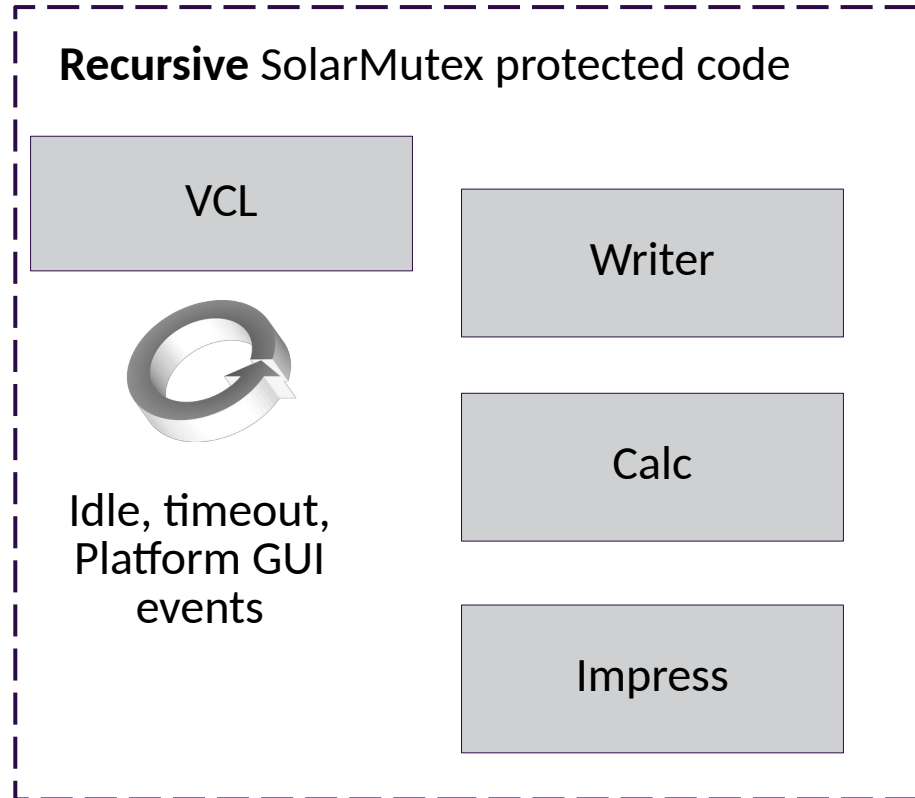 Recursive SolarMutex protected code
VCL
Writer
Calc
Idle, timeout,
Platform GUI
events
Impress